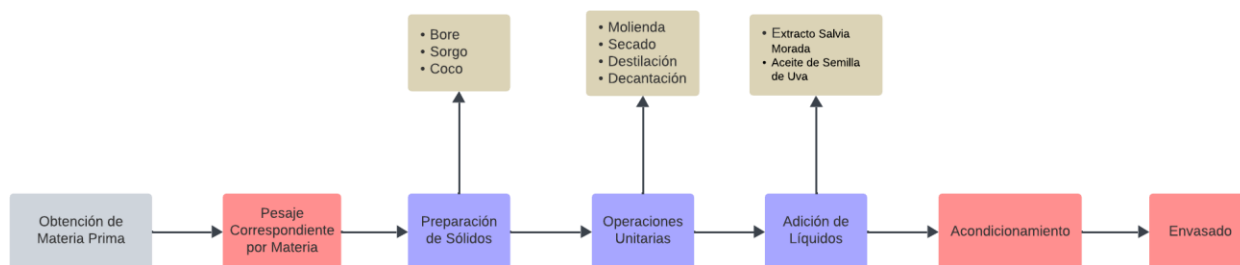 • Bore
• Sorgo
• Coco
• Molienda
• Secado
• Destilación
• Decantación
• Extracto Salvia
Morada
• Aceite de Semilla
de Uva
Obtención de
Materia Prima
Pesaje
Correspondiente
por Materia
Preparación
de Sólidos
Operaciones
Unitarias
Adición de
Líquidos
Acondicionamiento
Envasado